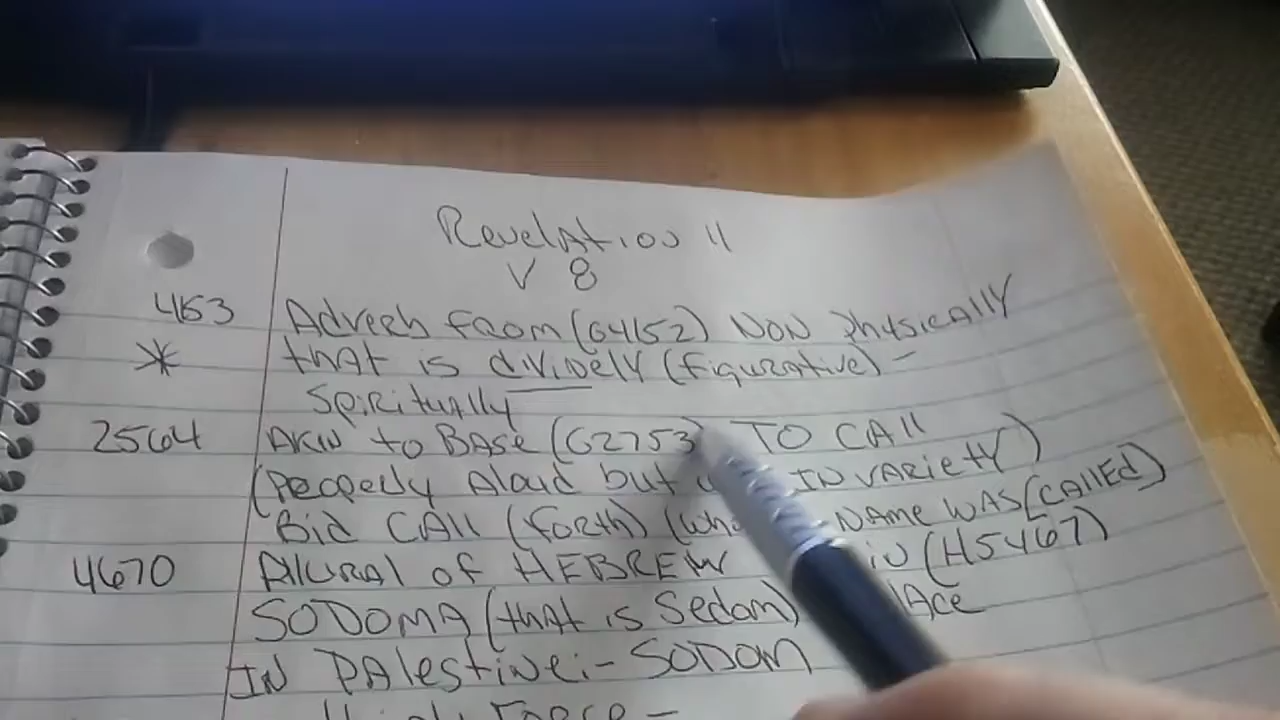 Revelation 11
V 8
4153 Adverb from (G4152) NON Physically
that is divinely (figurative) -
Spiritually
2564 AKIN to BASE (G2753) TO CAll
(Properly Aloud but IN VARIETY)
Bid CAll (forth) NAME WAS (CAllED)
4670 Plural of HEBREW (H5467)
SODOMA (that is Sedom)
IN PAlestine:- SODOM